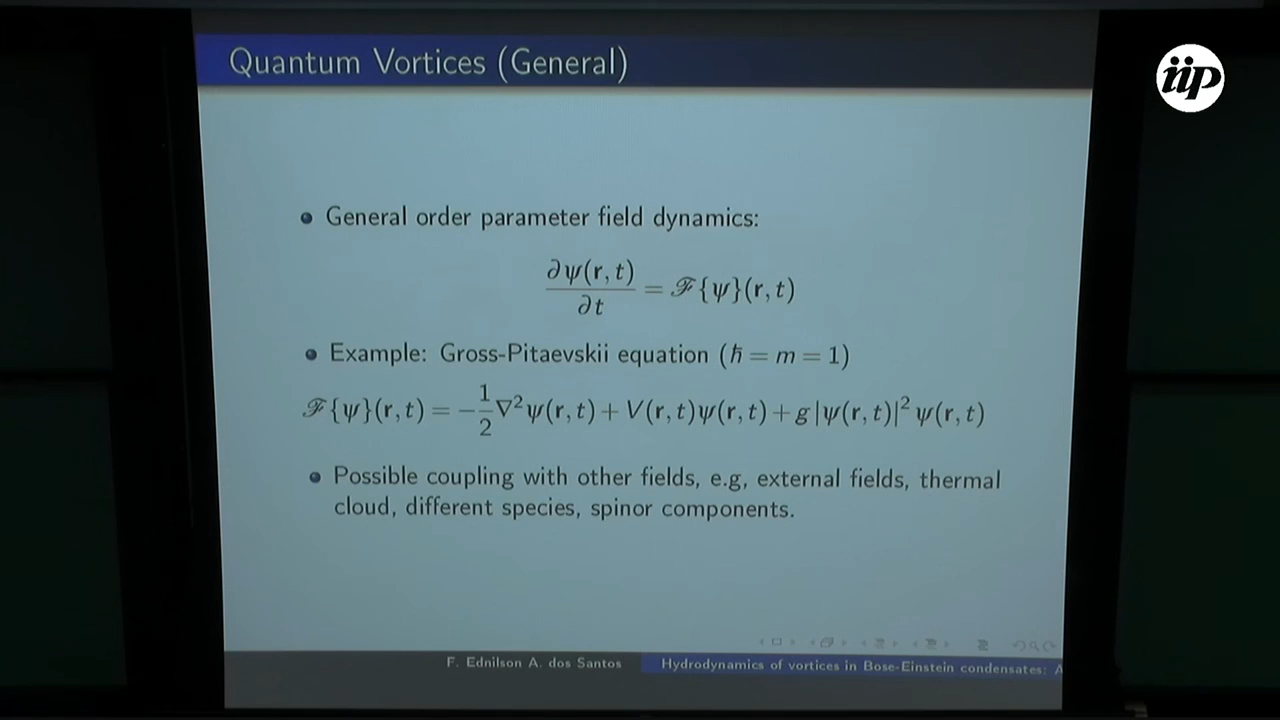 iip
Quantum Vortices (General)
General order parameter field dynamics:
∂ψ(r, t)/∂t = ℱ{ψ}(r, t)
Example: Gross-Pitaevskii equation (ℏ = m = 1)
ℱ{ψ}(r, t) = −1/2 ∇²ψ(r, t) + V(r, t)ψ(r, t) + g|ψ(r, t)|² ψ(r, t)
Possible coupling with other fields, e.g, external fields, thermal
cloud, different species, spinor components.
F. Ednilson A. dos Santos
Hydrodynamics of vortices in Bose-Einstein condensates: A